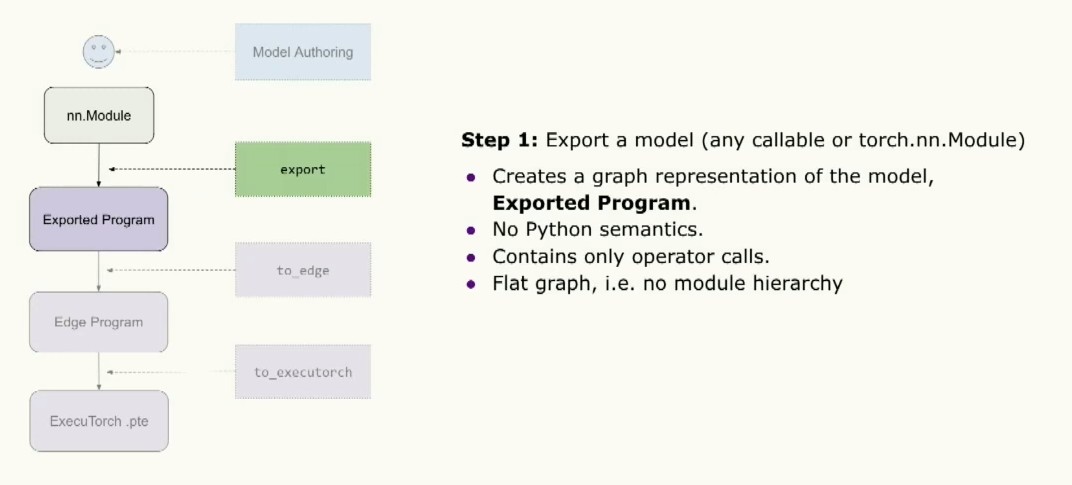 Model Authoring
nn.Module
export
Exported Program
to_edge
Edge Program
to_executorch
ExecuTorch .pte
Step 1: Export a model (any callable or torch.nn.Module)
• Creates a graph representation of the model,
Exported Program.
• No Python semantics.
• Contains only operator calls.
• Flat graph, i.e. no module hierarchy